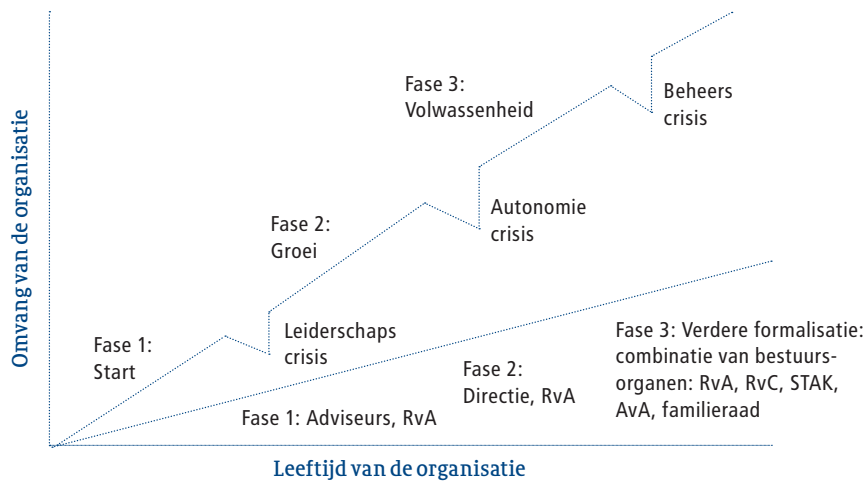 Omvang van de organisatie
Fase 3:
Volwassenheid
Beheers
crisis
Autonomie
crisis
Fase 2:
Groei
Leiderschaps
crisis
Fase 1:
Start
Fase 3: Verdere formalisatie:
combinatie van bestuurs-
organen: RvA, RvC, STAK,
AvA, familieraad
Fase 2:
Directie, RvA
Fase 1: Adviseurs, RvA
Leeftijd van de organisatie